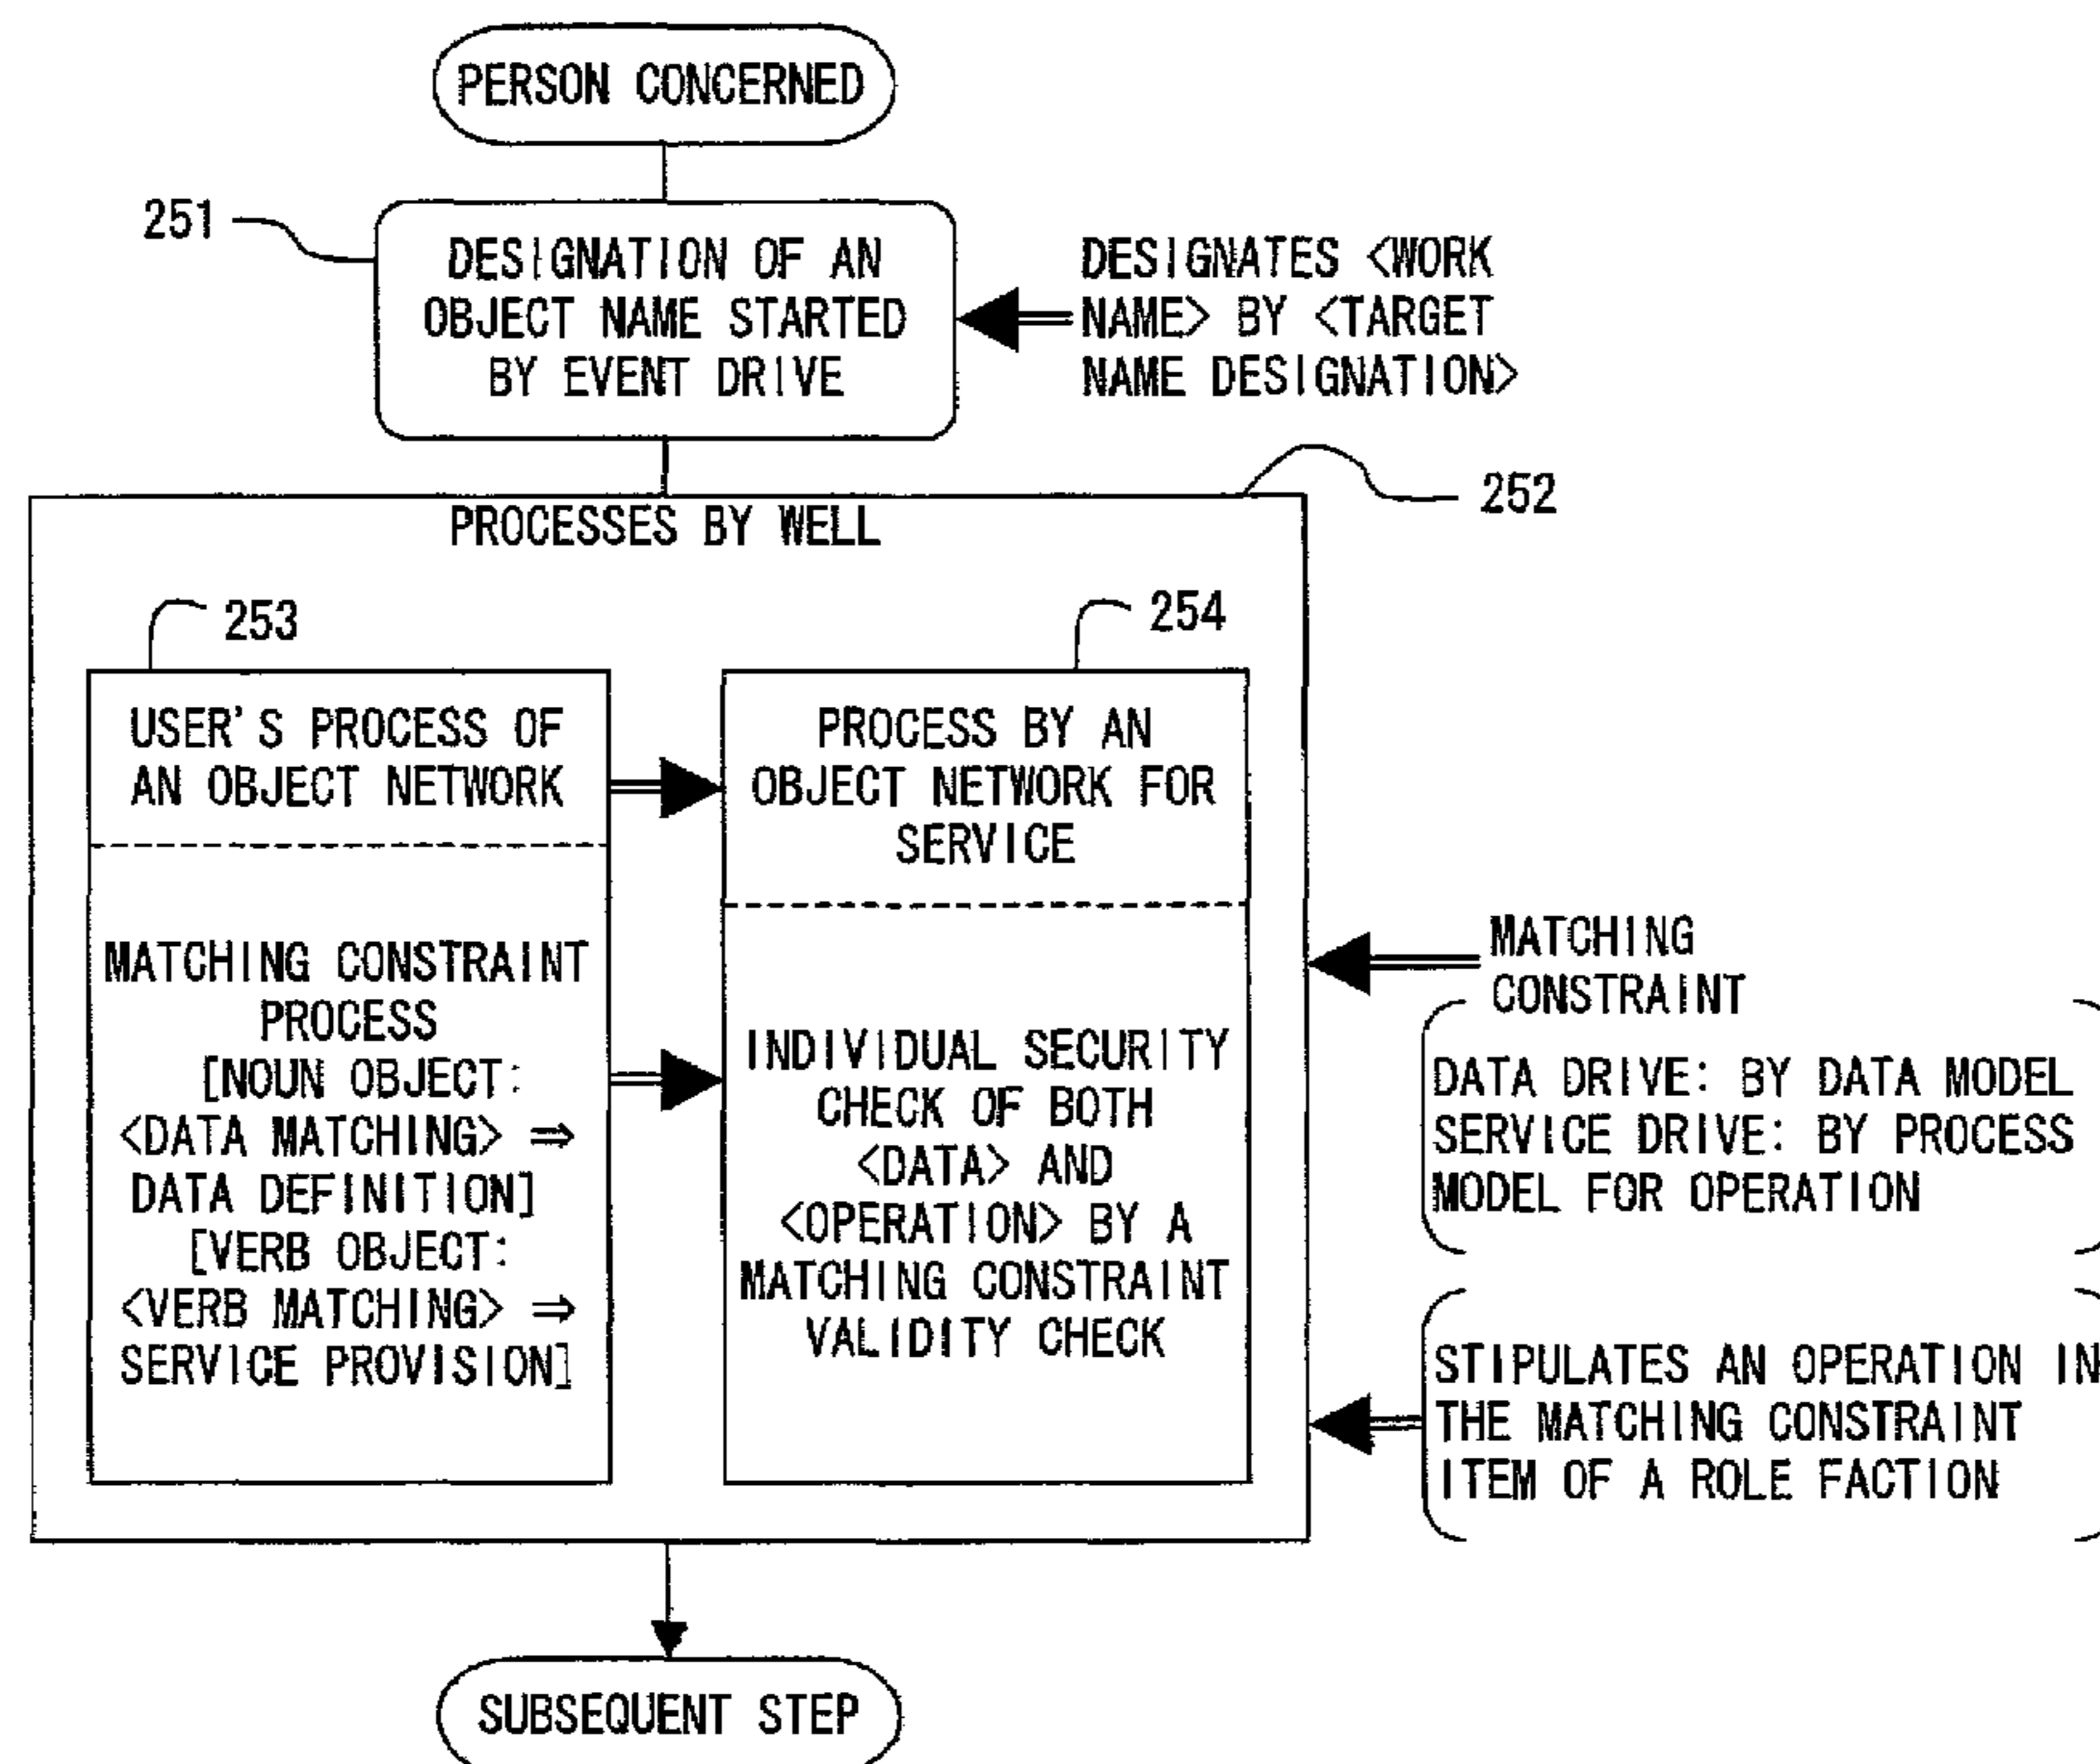 PERSON CONCERNED
251
DESIGNATION OF AN
OBJECT NAME STARTED
BY EVENT DRIVE
DESIGNATES <WORK
NAME> BY <TARGET
NAME DESIGNATION>
252
PROCESSES BY WELL
253
USER'S PROCESS OF
AN OBJECT NETWORK
MATCHING CONSTRAINT
PROCESS
[NOUN OBJECT:
<DATA MATCHING> ⇒
DATA DEFINITION]
[VERB OBJECT:
<VERB MATCHING> ⇒
SERVICE PROVISION]
254
PROCESS BY AN
OBJECT NETWORK FOR
SERVICE
INDIVIDUAL SECURITY
CHECK OF BOTH
<DATA> AND
<OPERATION> BY A
MATCHING CONSTRAINT
VALIDITY CHECK
MATCHING
CONSTRAINT
DATA DRIVE: BY DATA MODEL
SERVICE DRIVE: BY PROCESS
MODEL FOR OPERATION
STIPULATES AN OPERATION IN
THE MATCHING CONSTRAINT
ITEM OF A ROLE FACTION
SUBSEQUENT STEP